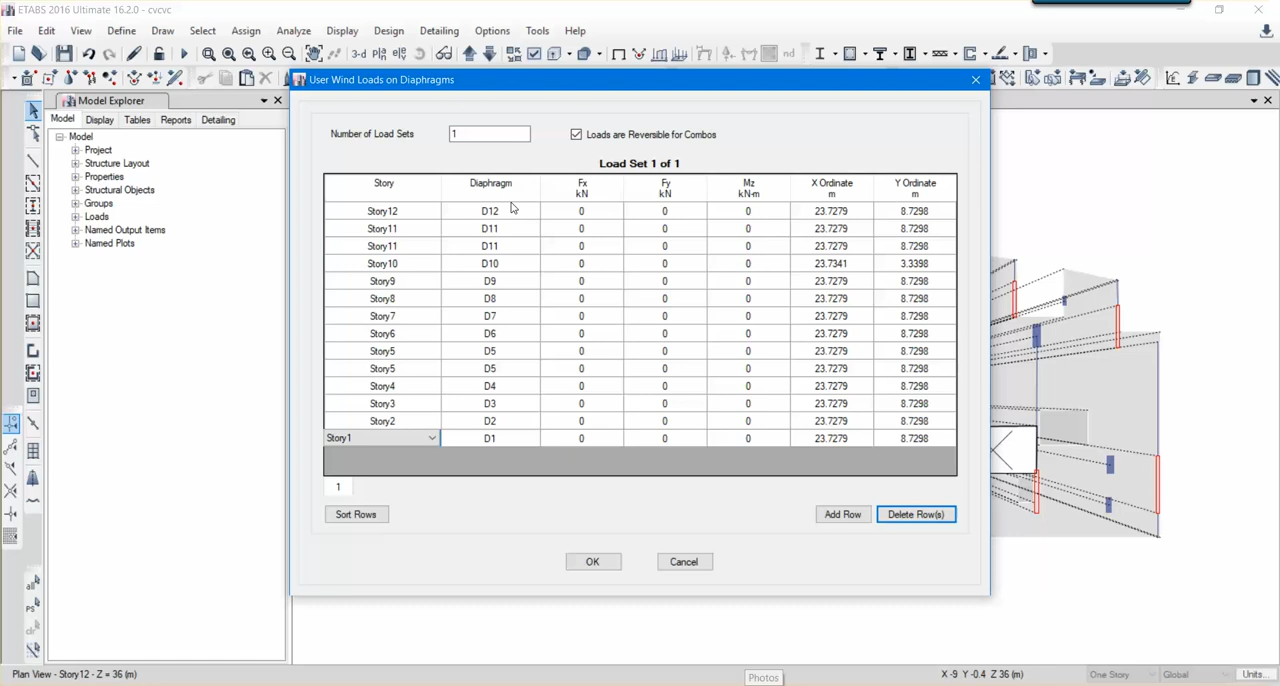 ETABS 2016 Ultimate 16.2.0 - cvcvc
File Edit View Define Draw Select Assign Analyze Display Design Detailing Options Tools Help
3-d
nd
Model Explorer
Model Display Tables Reports Detailing
Model
Project
Structure Layout
Properties
Structural Objects
Groups
Loads
Named Output Items
Named Plots
User Wind Loads on Diaphragms
Number of Load Sets 1 Loads are Reversible for Combos
Load Set 1 of 1
Story Diaphragm Fx Fy Mz X Ordinate Y Ordinate
kN kN kN-m m m
Story12 D12 0 0 0 23.7279 8.7298
Story11 D11 0 0 0 23.7279 8.7298
Story11 D11 0 0 0 23.7279 8.7298
Story10 D10 0 0 0 23.7341 3.3398
Story9 D9 0 0 0 23.7279 8.7298
Story8 D8 0 0 0 23.7279 8.7298
Story7 D7 0 0 0 23.7279 8.7298
Story6 D6 0 0 0 23.7279 8.7298
Story5 D5 0 0 0 23.7279 8.7298
Story5 D5 0 0 0 23.7279 8.7298
Story4 D4 0 0 0 23.7279 8.7298
Story3 D3 0 0 0 23.7279 8.7298
Story2 D2 0 0 0 23.7279 8.7298
Story1 D1 0 0 0 23.7279 8.7298
1
Sort Rows Add Row Delete Row(s)
OK Cancel
all
PS
clr
Plan View - Story12 - Z = 36 (m) X -9 Y -0.4 Z 36 (m) One Story Global Units...
Photos